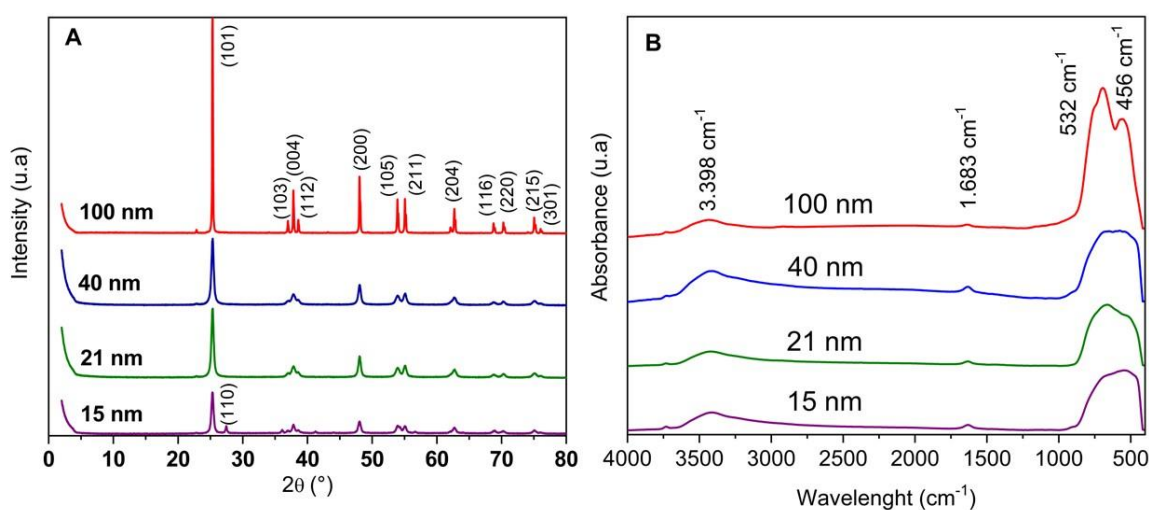 A
Intensity (u.a)
(101)
(103)
(004)
(112)
(200)
(105)
(211)
(204)
(116)
(220)
(215)
(301)
100 nm
40 nm
21 nm
15 nm
(110)
0 10 20 30 40 50 60 70 80
2θ (°)
B
Absorbance (u.a)
3.398 cm⁻¹
1.683 cm⁻¹
532 cm⁻¹
456 cm⁻¹
100 nm
40 nm
21 nm
15 nm
4000 3500 3000 2500 2000 1500 1000 500
Wavelenght (cm⁻¹)